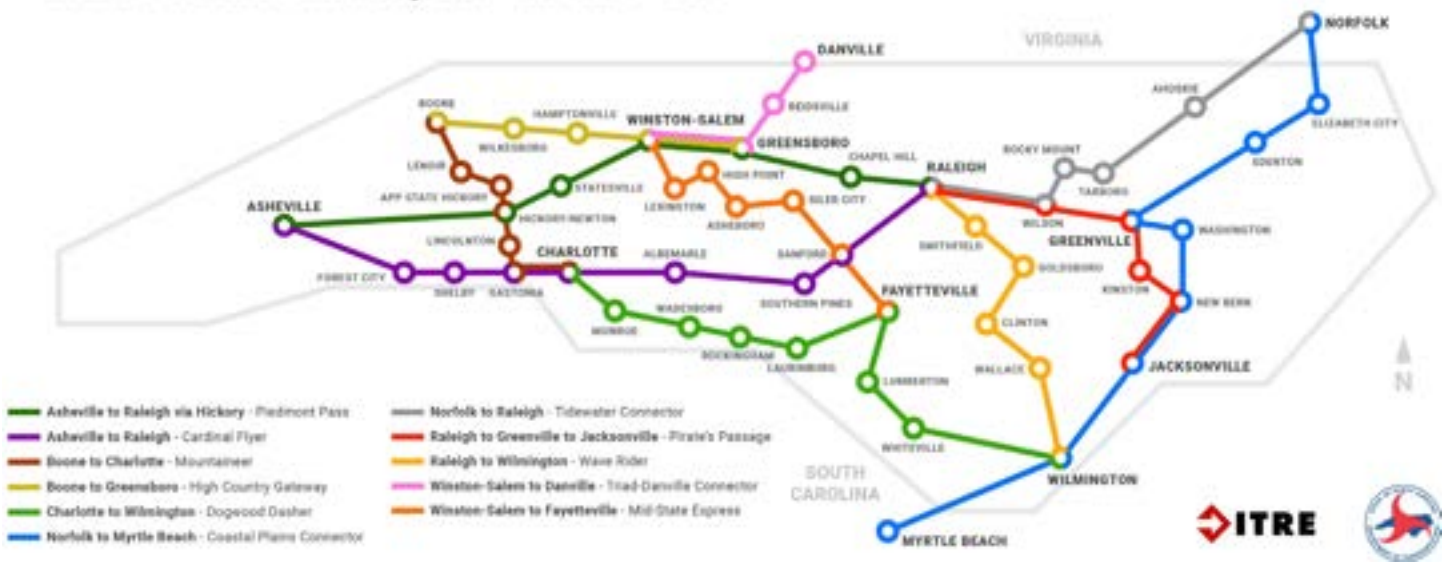 NORFOLK
VIRGINIA
DANVILLE
REIDSVILLE
AHOSKIE
ELIZABETH CITY
EDENTON
BOONE
HAMPTONVILLE
WILKESBORO
WINSTON-SALEM
GREENSBORO
CHAPEL HILL
RALEIGH
ROCKY MOUNT
TARBORO
WILSON
LENOIR
APP STATE HICKORY
STATESVILLE
HIGH POINT
LEXINGTON
ASHEBORO
SILER CITY
ASHEVILLE
HICKORY/NEWTON
LINCOLNTON
CHARLOTTE
ALBEMARLE
SANFORD
SMITHFIELD
GOLDSBORO
GREENVILLE
WASHINGTON
KINSTON
NEW BERN
FOREST CITY
SHELBY
GASTONIA
SOUTHERN PINES
FAYETTEVILLE
MONROE
WADESBORO
ROCKINGHAM
LAURINBURG
CLINTON
WALLACE
JACKSONVILLE
LUMBERTON
WHITEVILLE
WILMINGTON
SOUTH
CAROLINA
MYRTLE BEACH
N
Asheville to Raleigh via Hickory - Piedmont Pass
Asheville to Raleigh - Cardinal Flyer
Boone to Charlotte - Mountaineer
Boone to Greensboro - High Country Gateway
Charlotte to Wilmington - Dogwood Dasher
Norfolk to Myrtle Beach - Coastal Plains Connector
Norfolk to Raleigh - Tidewater Connector
Raleigh to Greenville to Jacksonville - Pirate's Passage
Raleigh to Wilmington - Wave Rider
Winston-Salem to Danville - Triad-Danville Connector
Winston-Salem to Fayetteville - Mid-State Express
ITRE